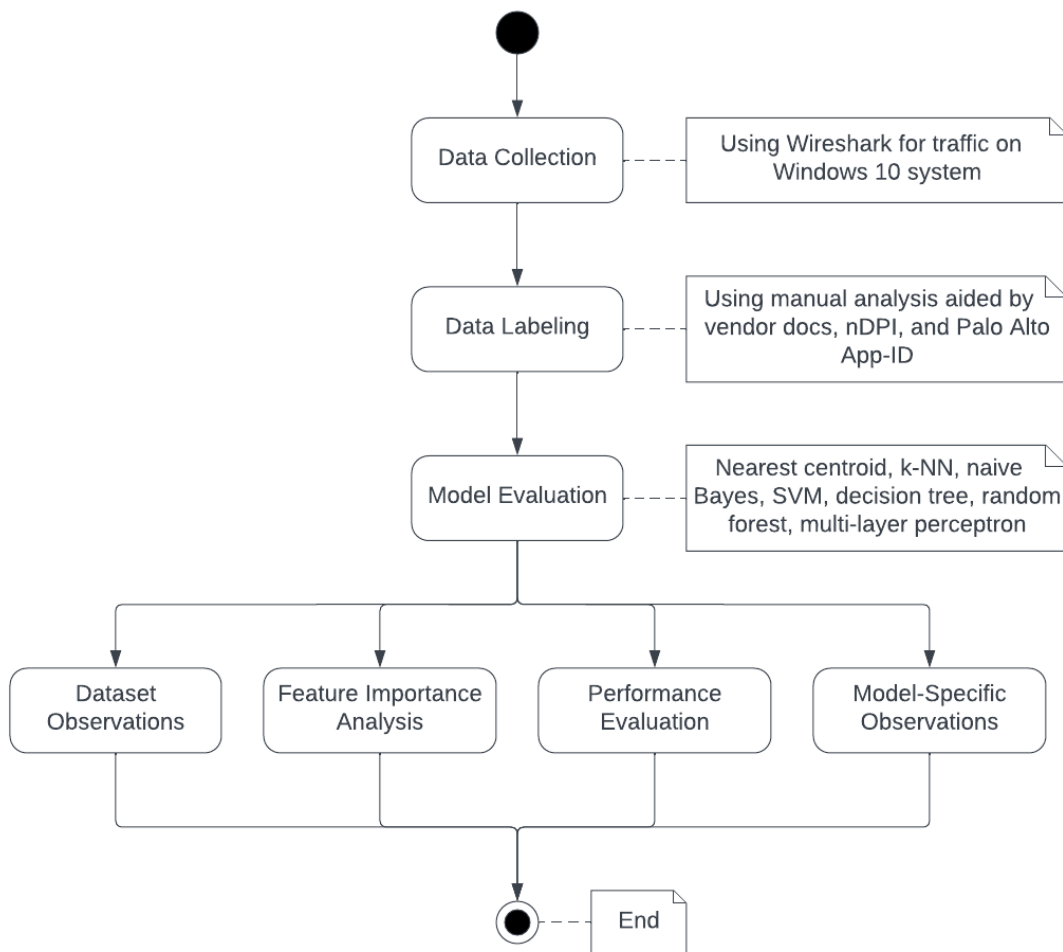 Data Collection
Using Wireshark for traffic on
Windows 10 system
Data Labeling
Using manual analysis aided by
vendor docs, nDPI, and Palo Alto
App-ID
Model Evaluation
Nearest centroid, k-NN, naive
Bayes, SVM, decision tree, random
forest, multi-layer perceptron
Dataset
Observations
Feature Importance
Analysis
Performance
Evaluation
Model-Specific
Observations
End